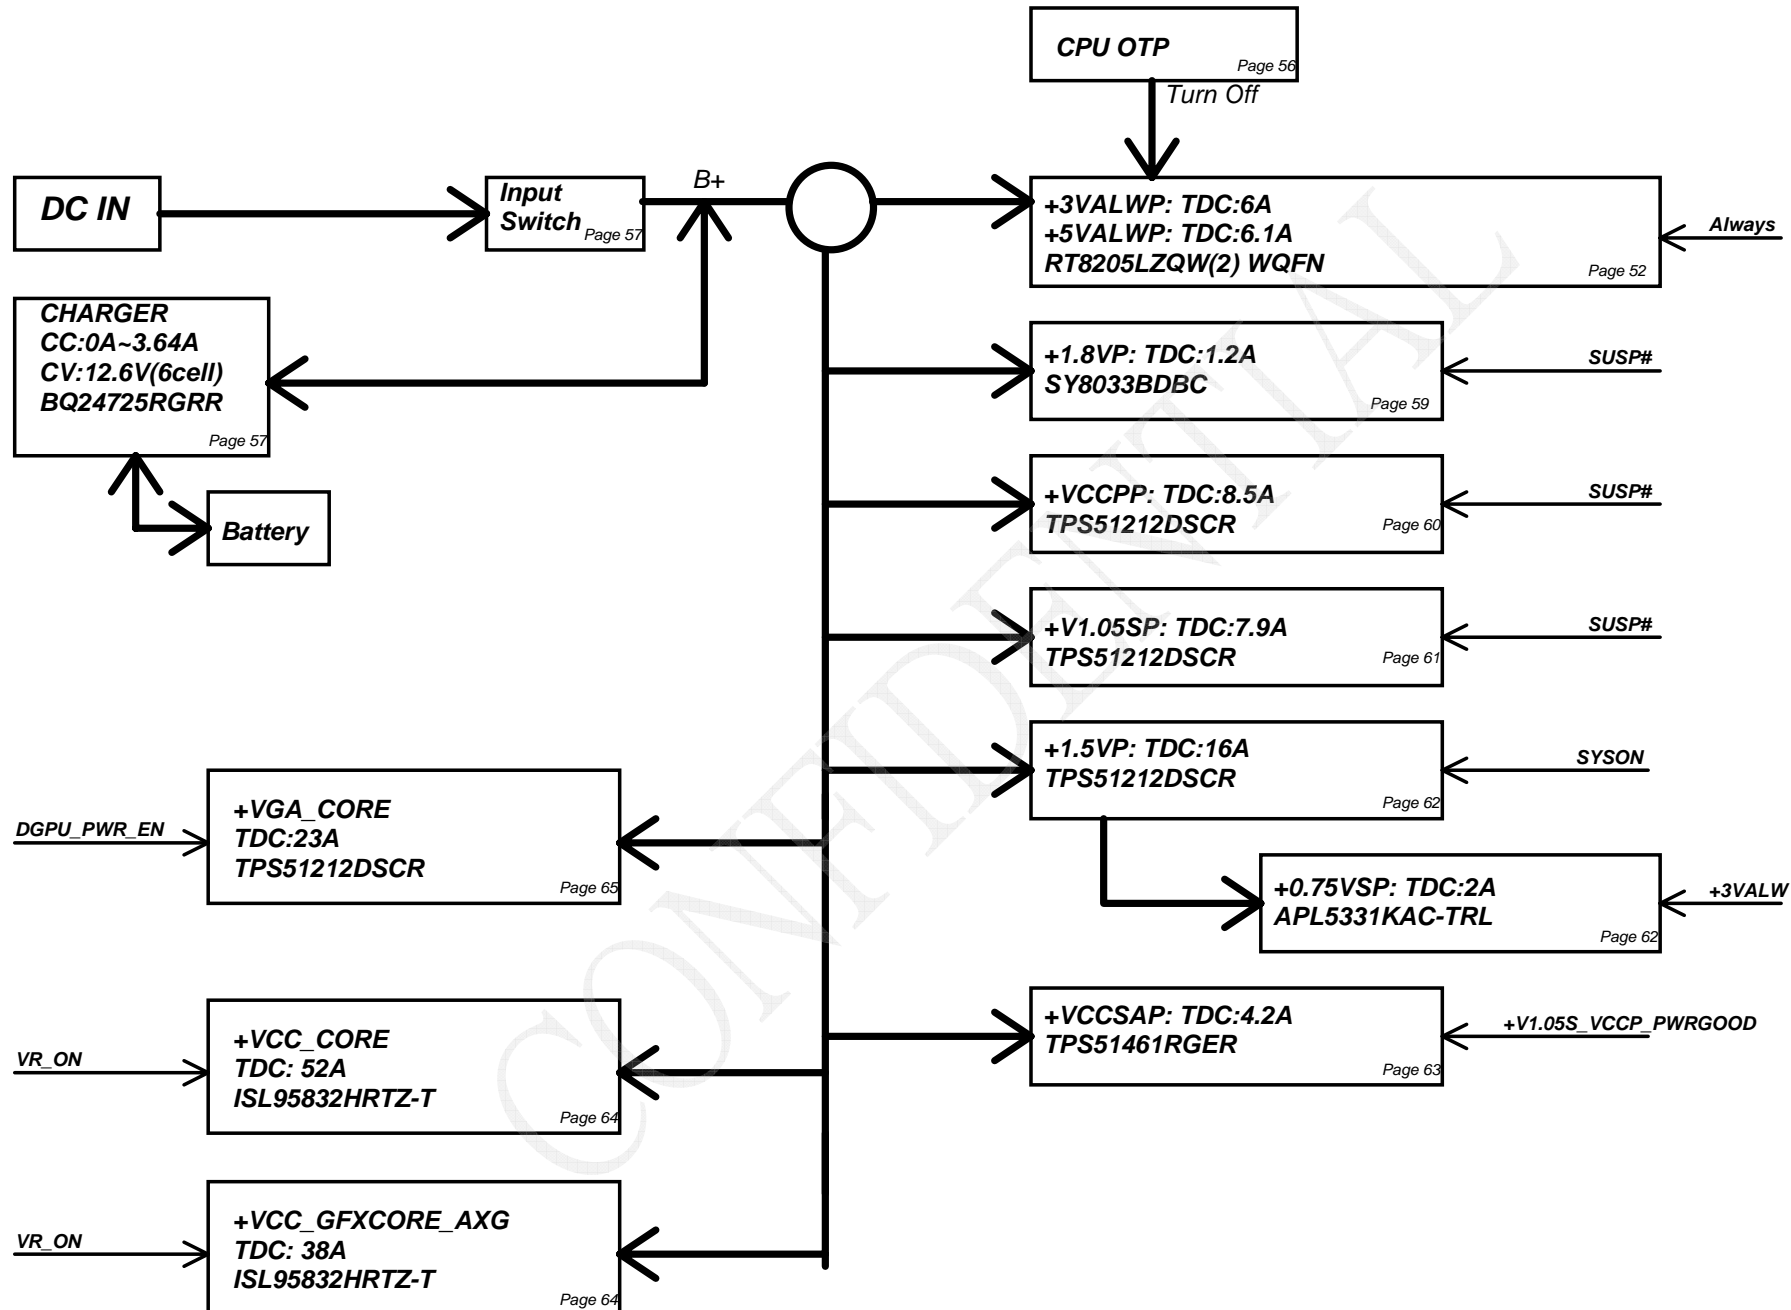 CPU OTP
Page 56
Turn Off
DC IN
Input
Switch
Page 57
B+
+3VALWP: TDC:6A
+5VALWP: TDC:6.1A
RT8205LZQW(2) WQFN
Page 52
Always
CHARGER
CC:0A~3.64A
CV:12.6V(6cell)
BQ24725RGRR
Page 57
Battery
+1.8VP: TDC:1.2A
SY8033BDBC
Page 59
SUSP#
+VCCPP: TDC:8.5A
TPS51212DSCR
Page 60
SUSP#
+V1.05SP: TDC:7.9A
TPS51212DSCR
Page 61
SUSP#
+1.5VP: TDC:16A
TPS51212DSCR
Page 62
SYSON
DGPU_PWR_EN
+VGA_CORE
TDC:23A
TPS51212DSCR
Page 65
+0.75VSP: TDC:2A
APL5331KAC-TRL
Page 62
+3VALW
VR_ON
+VCC_CORE
TDC: 52A
ISL95832HRTZ-T
Page 64
+VCCSAP: TDC:4.2A
TPS51461RGER
Page 63
+V1.05S_VCCP_PWRGOOD
VR_ON
+VCC_GFXCORE_AXG
TDC: 38A
ISL95832HRTZ-T
Page 64
CONFIDENTIAL